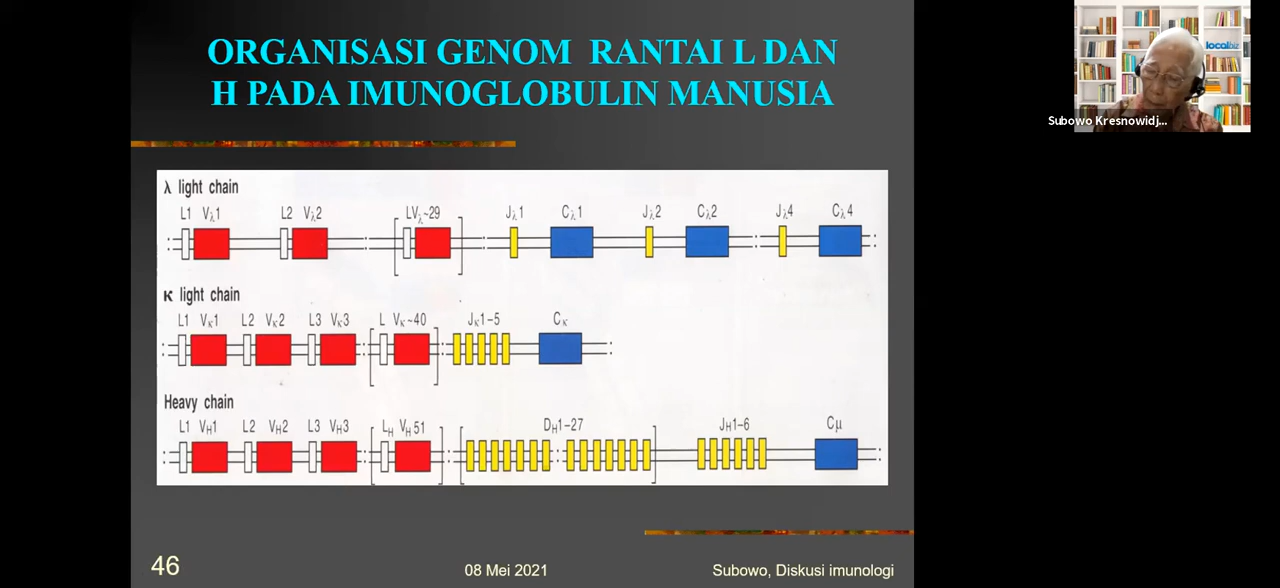 ORGANISASI GENOM RANTAI L DAN
H PADA IMUNOGLOBULIN MANUSIA
localbiz
Subowo Kresnowidj...
λ light chain
L1 Vλ1 L2 Vλ2 LVλ~29 Jλ1 Cλ1 Jλ2 Cλ2 Jλ4 Cλ4
κ light chain
L1 Vκ1 L2 Vκ2 L3 Vκ3 L Vκ~40 Jκ1-5 Cκ
Heavy chain
L1 VH1 L2 VH2 L3 VH3 LH VH51 DH1-27 JH1-6 Cμ
46
08 Mei 2021
Subowo, Diskusi imunologi